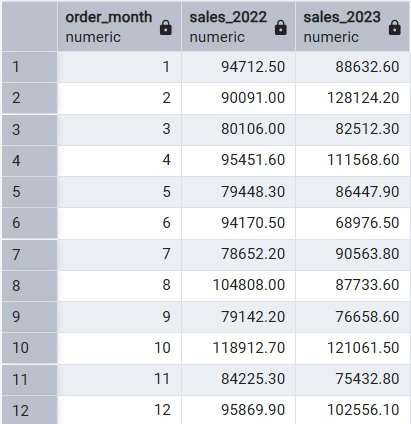 order_month sales_2022 sales_2023
numeric numeric numeric
1 1 94712.50 88632.60
2 2 90091.00 128124.20
3 3 80106.00 82512.30
4 4 95451.60 111568.60
5 5 79448.30 86447.90
6 6 94170.50 68976.50
7 7 78652.20 90563.80
8 8 104808.00 87733.60
9 9 79142.20 76658.60
10 10 118912.70 121061.50
11 11 84225.30 75432.80
12 12 95869.90 102556.10